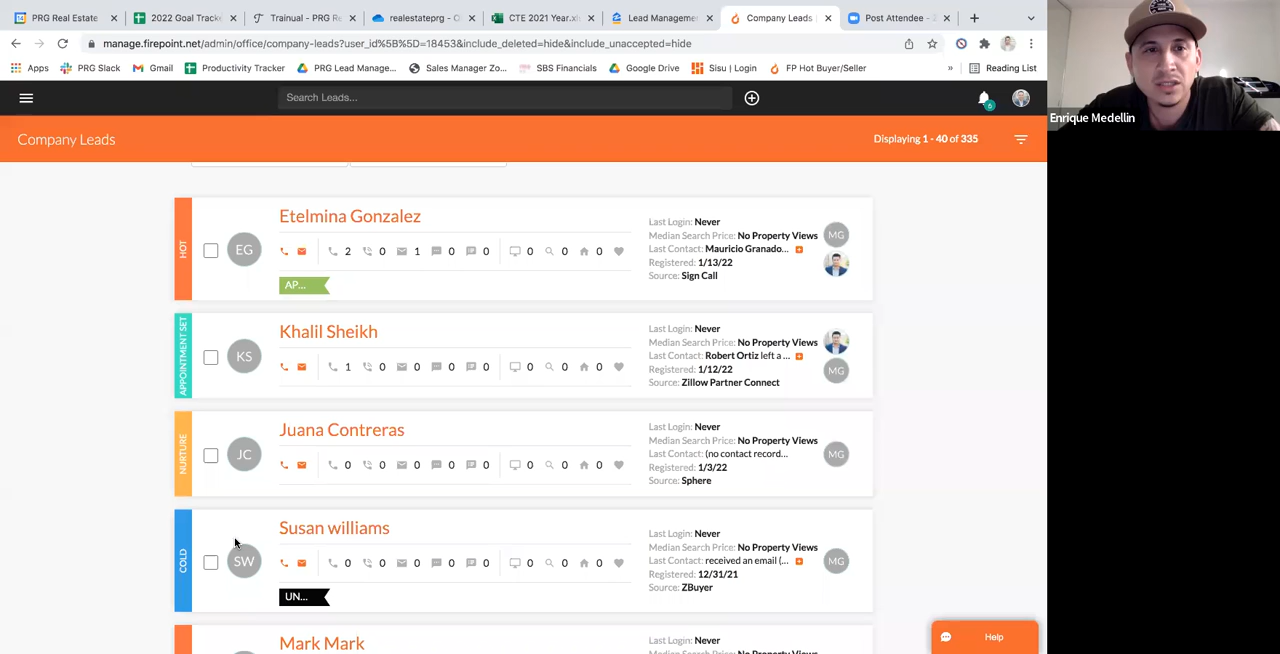 PRG Real Estate
2022 Goal Track
Trainual - PRG Re
realestateprg - O
CTE 2021 Year.xl
Lead Manageme
Company Leads
Post Attendee - Z
manage.firepoint.net/admin/office/company-leads?user_id%5B%5D=18453&include_deleted=hide&include_unaccepted=hide
Apps PRG Slack Gmail Productivity Tracker PRG Lead Manage... Sales Manager Zo... SBS Financials Google Drive Sisu | Login FP Hot Buyer/Seller » Reading List
Search Leads...
6
Enrique Medellin
Company Leads
Displaying 1 - 40 of 335
HOT
EG
Etelmina Gonzalez
2 0 1 0 0 0 0 0
AP...
Last Login: Never
Median Search Price: No Property Views
Last Contact: Mauricio Granado...
Registered: 1/13/22
Source: Sign Call
MG
APPOINTMENT SET
KS
Khalil Sheikh
1 0 0 0 0 0 0 0
Last Login: Never
Median Search Price: No Property Views
Last Contact: Robert Ortiz left a ...
Registered: 1/12/22
Source: Zillow Partner Connect
MG
NURTURE
JC
Juana Contreras
0 0 0 0 0 0 0 0
Last Login: Never
Median Search Price: No Property Views
Last Contact: (no contact record...
Registered: 1/3/22
Source: Sphere
MG
COLD
SW
Susan williams
0 0 0 0 0 0 0 0
UN...
Last Login: Never
Median Search Price: No Property Views
Last Contact: received an email (...
Registered: 12/31/21
Source: ZBuyer
MG
Mark Mark
Last Login: Never
Median Search Price: No Property Views
Help